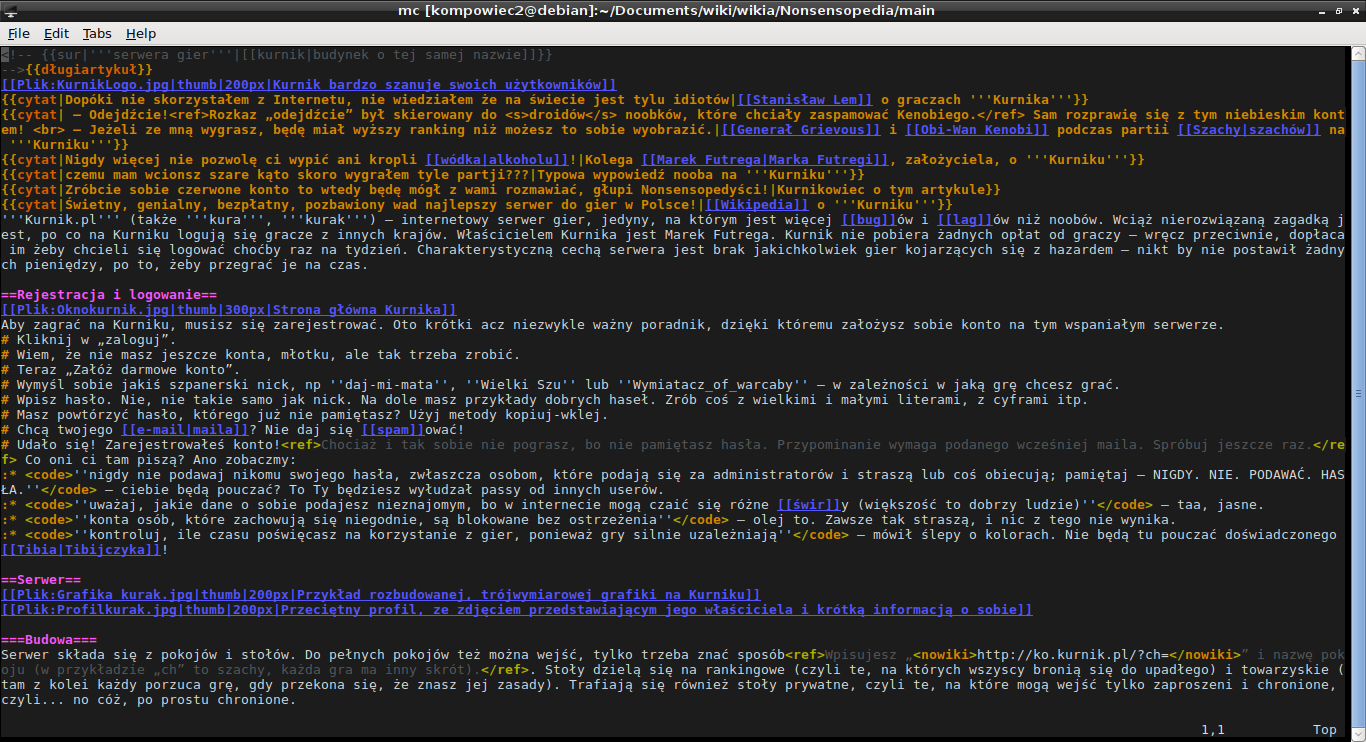 mc [kompowiec2@debian]:~/Documents/wiki/wikia/Nonsensopedia/main
File Edit Tabs Help
<!-- {{sur|'''serwera gier'''|[[kurnik|budynek o tej samej nazwie]]}}
-->{{długiartykuł}}
[[Plik:KurnikLogo.jpg|thumb|200px|Kurnik bardzo szanuje swoich użytkowników]]
{{cytat|Dopóki nie skorzystałem z Internetu, nie wiedziałem że na świecie jest tylu idiotów|[[Stanisław Lem]] o graczach '''Kurnika'''}}
{{cytat| – Odejdźcie!<ref>Rozkaz „odejdźcie” był skierowany do <s>droidów</s> noobków, które chciały zaspamować Kenobiego.</ref> Sam rozprawię się z tym niebieskim kont
em! <br> – Jeżeli ze mną wygrasz, będę miał wyższy ranking niż możesz to sobie wyobrazić.|[[Generał Grievous]] i [[Obi-Wan Kenobi]] podczas partii [[Szachy|szachów]] na
'''Kurniku'''}}
{{cytat|Nigdy więcej nie pozwolę ci wypić ani kropli [[wódka|alkoholu]]!|Kolega [[Marek Futrega|Marka Futregi]], założyciela, o '''Kurniku'''}}
{{cytat|czemu mam wcionsz szare kąto skoro wygrałem tyle partji???|Typowa wypowiedź nooba na '''Kurniku'''}}
{{cytat|Zróbcie sobie czerwone konto to wtedy będę mógł z wami rozmawiać, głupi Nonsensopedyści!|Kurnikowiec o tym artykule}}
{{cytat|Świetny, genialny, bezpłatny, pozbawiony wad najlepszy serwer do gier w Polsce!|[[Wikipedia]] o '''Kurniku'''}}
'''Kurnik.pl''' (także '''kura''', '''kurak''') – internetowy serwer gier, jedyny, na którym jest więcej [[bug]]ów i [[lag]]ów niż noobów. Wciąż nierozwiązaną zagadką j
est, po co na Kurniku logują się gracze z innych krajów. Właścicielem Kurnika jest Marek Futrega. Kurnik nie pobiera żadnych opłat od graczy – wręcz przeciwnie, dopłaca
im żeby chcieli się logować choćby raz na tydzień. Charakterystyczną cechą serwera jest brak jakichkolwiek gier kojarzących się z hazardem – nikt by nie postawił żadny
ch pieniędzy, po to, żeby przegrać je na czas.
==Rejestracja i logowanie==
[[Plik:Oknokurnik.jpg|thumb|300px|Strona główna Kurnika]]
Aby zagrać na Kurniku, musisz się zarejestrować. Oto krótki acz niezwykle ważny poradnik, dzięki któremu założysz sobie konto na tym wspaniałym serwerze.
# Kliknij w „zaloguj”.
# Wiem, że nie masz jeszcze konta, młotku, ale tak trzeba zrobić.
# Teraz „Załóż darmowe konto”.
# Wymyśl sobie jakiś szpanerski nick, np ''daj-mi-mata'', ''Wielki Szu'' lub ''Wymiatacz_of_warcaby'' – w zależności w jaką grę chcesz grać.
# Wpisz hasło. Nie, nie takie samo jak nick. Na dole masz przykłady dobrych haseł. Zrób coś z wielkimi i małymi literami, z cyframi itp.
# Masz powtórzyć hasło, którego już nie pamiętasz? Użyj metody kopiuj-wklej.
# Chcą twojego [[e-mail|maila]]? Nie daj się [[spam]]ować!
# Udało się! Zarejestrowałeś konto!<ref>Chociaż i tak sobie nie pograsz, bo nie pamiętasz hasła. Przypominanie wymaga podanego wcześniej maila. Spróbuj jeszcze raz.</re
f> Co oni ci tam piszą? Ano zobaczmy:
:* <code>''nigdy nie podawaj nikomu swojego hasła, zwłaszcza osobom, które podają się za administratorów i straszą lub coś obiecują; pamiętaj – NIGDY. NIE. PODAWAĆ. HAS
ŁA.''</code> – ciebie będą pouczać? To Ty będziesz wyłudzał passy od innych userów.
:* <code>''uważaj, jakie dane o sobie podajesz nieznajomym, bo w internecie mogą czaić się różne [[świr]]y (większość to dobrzy ludzie)''</code> – taa, jasne.
:* <code>''konta osób, które zachowują się niegodnie, są blokowane bez ostrzeżenia''</code> – olej to. Zawsze tak straszą, i nic z tego nie wynika.
:* <code>''kontroluj, ile czasu poświęcasz na korzystanie z gier, ponieważ gry silnie uzależniają''</code> – mówił ślepy o kolorach. Nie będą tu pouczać doświadczonego
[[Tibia|Tibijczyka]]!
==Serwer==
[[Plik:Grafika kurak.jpg|thumb|200px|Przykład rozbudowanej, trójwymiarowej grafiki na Kurniku]]
[[Plik:Profilkurak.jpg|thumb|200px|Przeciętny profil, ze zdjęciem przedstawiającym jego właściciela i krótką informacją o sobie]]
===Budowa===
Serwer składa się z pokojów i stołów. Do pełnych pokojów też można wejść, tylko trzeba znać sposób<ref>Wpisujesz „<nowiki>http://ko.kurnik.pl/?ch=</nowiki>” i nazwę pok
oju (w przykładzie „ch” to szachy, każda gra ma inny skrót).</ref>. Stoły dzielą się na rankingowe (czyli te, na których wszyscy bronią się do upadłego) i towarzyskie (
tam z kolei każdy porzuca grę, gdy przekona się, że znasz jej zasady). Trafiają się również stoły prywatne, czyli te, na które mogą wejść tylko zaproszeni i chronione,
czyli... no cóż, po prostu chronione.
1,1 Top